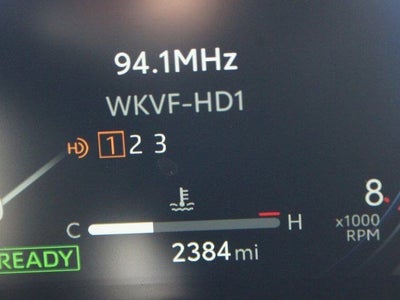 94.1MHz
WKVF-HD1
HD 1 2 3
8
x1000
RPM
C H
2384 mi
READY